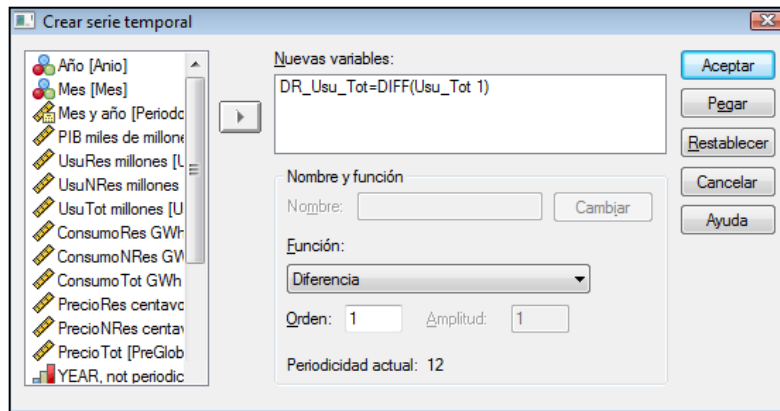 Crear serie temporal
Año [Anio]
Mes [Mes]
Mes y año [Periodo
PIB miles de millone
UsuRes millones [U
UsuNRes millones
UsuTot millones [U
ConsumoRes GWh
ConsumoNRes GW
ConsumoTot GWh
PrecioRes centavo
PrecioNRes centav
PrecioTot [PreGlob
YEAR, not periodic
Nuevas variables:
DR_Usu_Tot=DIFF(Usu_Tot 1)
Nombre y función
Nombre:
Cambiar
Función:
Diferencia
Orden: 1 Amplitud: 1
Periodicidad actual: 12
Aceptar
Pegar
Restablecer
Cancelar
Ayuda